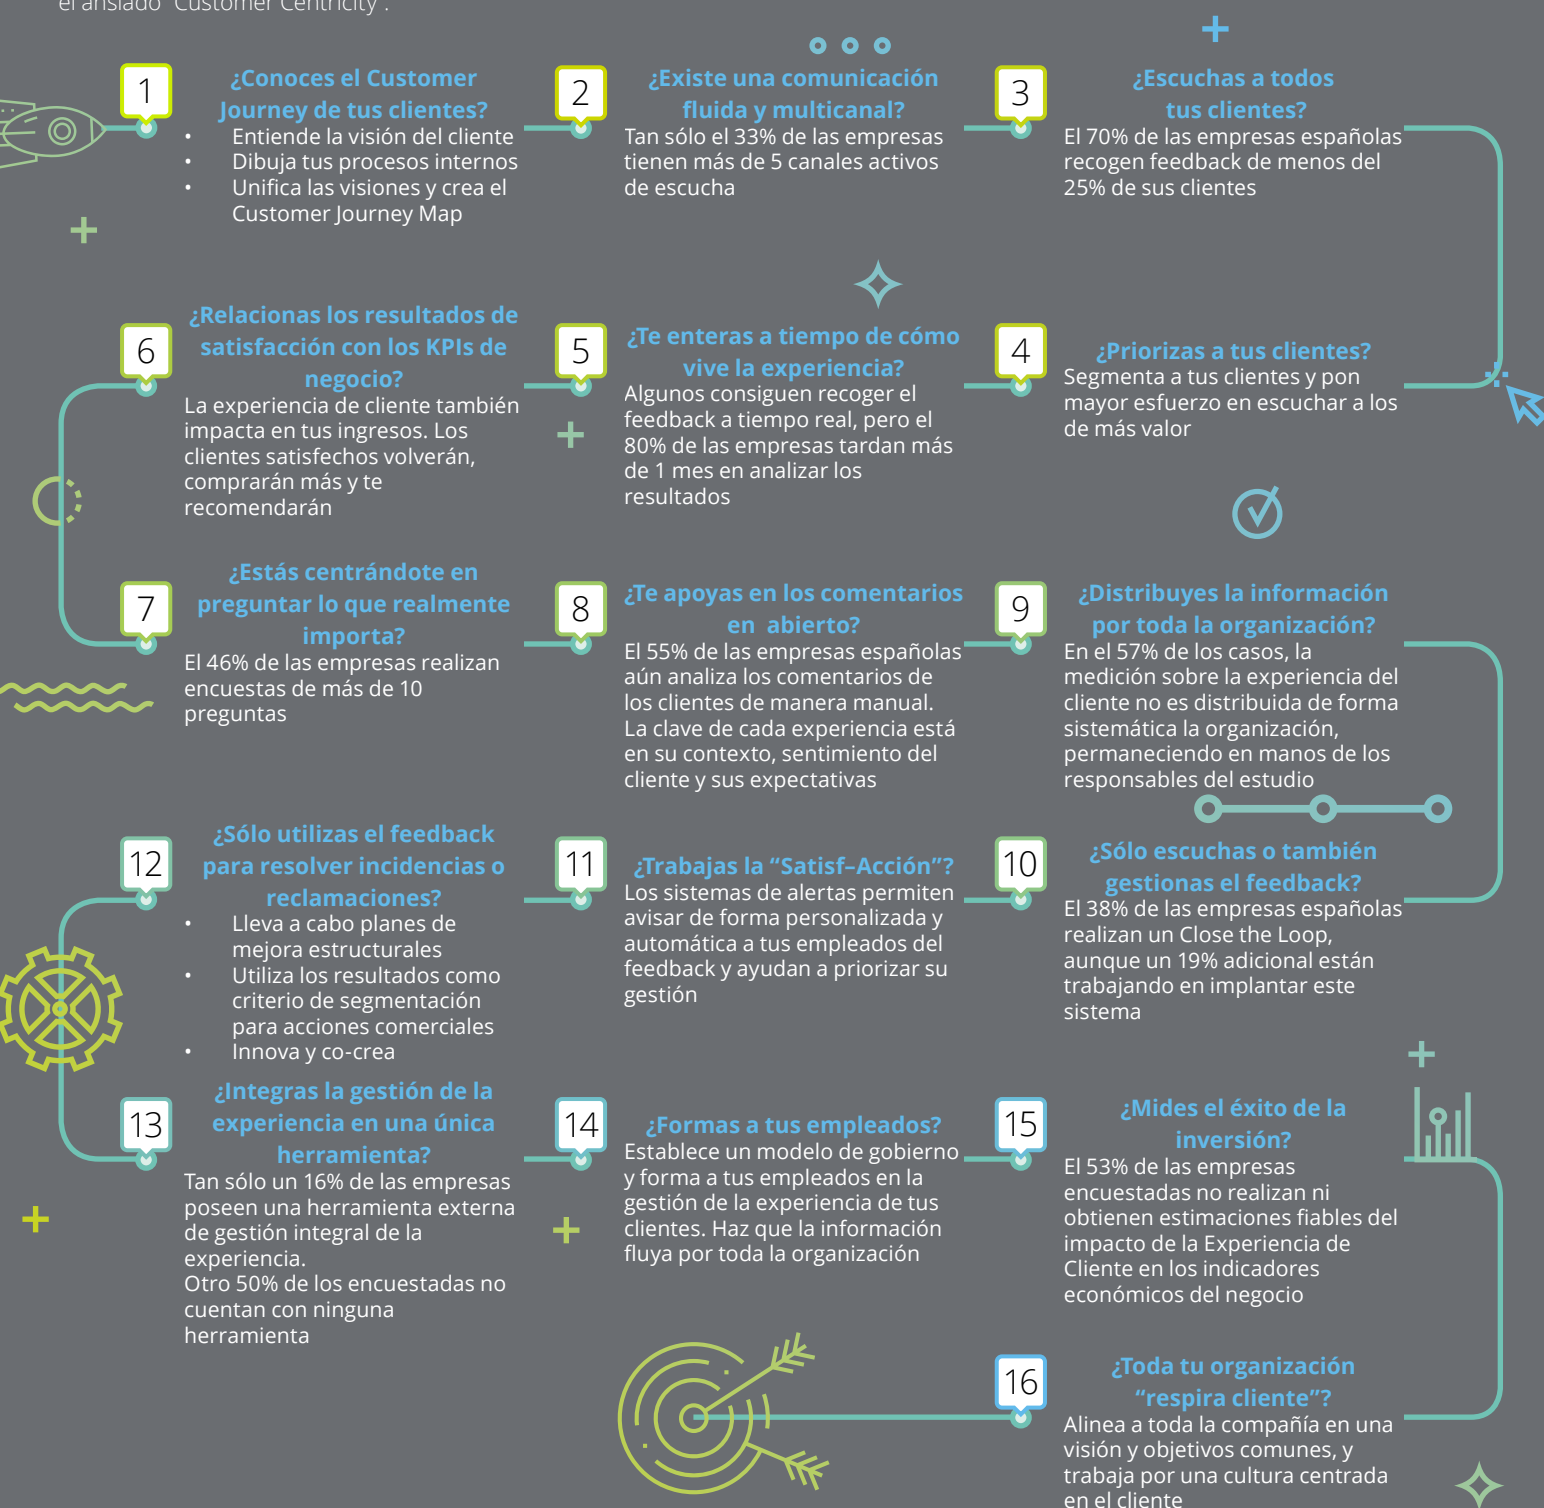 el ansiado "Customer Centricity".
1
¿Conoces el Customer
Journey de tus clientes?
• Entiende la visión del cliente
• Dibuja tus procesos internos
• Unifica las visiones y crea el
Customer Journey Map
2
¿Existe una comunicación
fluida y multicanal?
Tan sólo el 33% de las empresas
tienen más de 5 canales activos
de escucha
3
¿Escuchas a todos
tus clientes?
El 70% de las empresas españolas
recogen feedback de menos del
25% de sus clientes
4
¿Priorizas a tus clientes?
Segmenta a tus clientes y pon
mayor esfuerzo en escuchar a los
de más valor
5
¿Te enteras a tiempo de cómo
vive la experiencia?
Algunos consiguen recoger el
feedback a tiempo real, pero el
80% de las empresas tardan más
de 1 mes en analizar los
resultados
6
¿Relacionas los resultados de
satisfacción con los KPIs de
negocio?
La experiencia de cliente también
impacta en tus ingresos. Los
clientes satisfechos volverán,
comprarán más y te
recomendarán
7
¿Estás centrándote en
preguntar lo que realmente
importa?
El 46% de las empresas realizan
encuestas de más de 10
preguntas
8
¿Te apoyas en los comentarios
en abierto?
El 55% de las empresas españolas
aún analiza los comentarios de
los clientes de manera manual.
La clave de cada experiencia está
en su contexto, sentimiento del
cliente y sus expectativas
9
¿Distribuyes la información
por toda la organización?
En el 57% de los casos, la
medición sobre la experiencia del
cliente no es distribuida de forma
sistemática la organización,
permaneciendo en manos de los
responsables del estudio
10
¿Sólo escuchas o también
gestionas el feedback?
El 38% de las empresas españolas
realizan un Close the Loop,
aunque un 19% adicional están
trabajando en implantar este
sistema
11
¿Trabajas la “Satisf–Acción”?
Los sistemas de alertas permiten
avisar de forma personalizada y
automática a tus empleados del
feedback y ayudan a priorizar su
gestión
12
¿Sólo utilizas el feedback
para resolver incidencias o
reclamaciones?
• Lleva a cabo planes de
mejora estructurales
• Utiliza los resultados como
criterio de segmentación
para acciones comerciales
• Innova y co-crea
13
¿Integras la gestión de la
experiencia en una única
herramienta?
Tan sólo un 16% de las empresas
poseen una herramienta externa
de gestión integral de la
experiencia.
Otro 50% de los encuestadas no
cuentan con ninguna
herramienta
14
¿Formas a tus empleados?
Establece un modelo de gobierno
y forma a tus empleados en la
gestión de la experiencia de tus
clientes. Haz que la información
fluya por toda la organización
15
¿Mides el éxito de la
inversión?
El 53% de las empresas
encuestadas no realizan ni
obtienen estimaciones fiables del
impacto de la Experiencia de
Cliente en los indicadores
económicos del negocio
16
¿Toda tu organización
“respira cliente”?
Alinea a toda la compañía en una
visión y objetivos comunes, y
trabaja por una cultura centrada
en el cliente